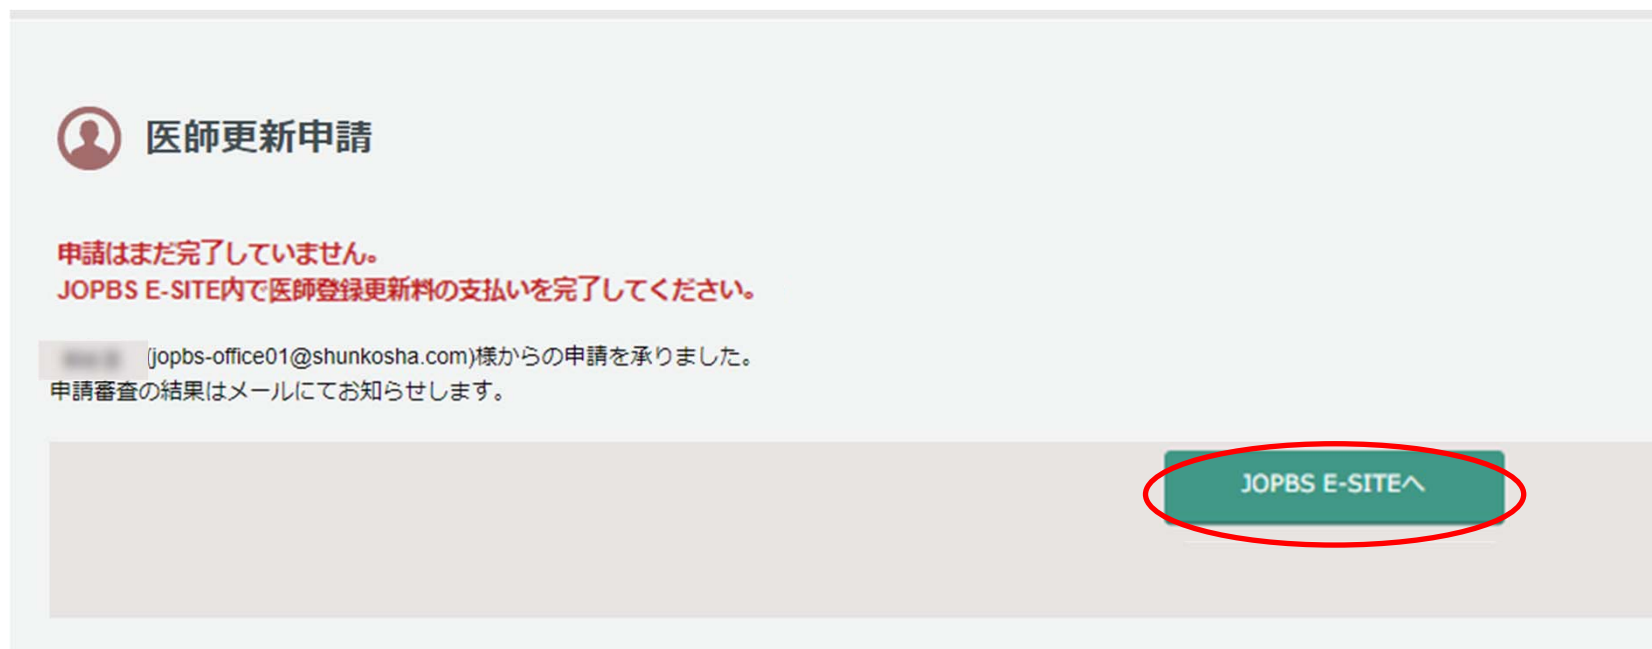 医師更新申請
申請はまだ完了していません。
JOPBS E-SITE内で医師登録更新料の支払いを完了してください。
(jopbs-office01@shunkosha.com)様からの申請を承りました。
申請審査の結果はメールにてお知らせします。
JOPBS E-SITEへ